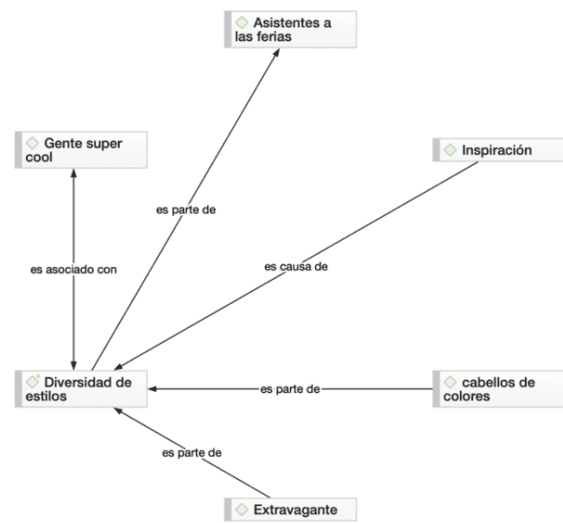 Asistentes a
las ferias
Gente super
cool
Inspiración
es parte de
es causa de
es asociado con
Diversidad de
estilos
es parte de
cabellos de
colores
es parte de
Extravagante